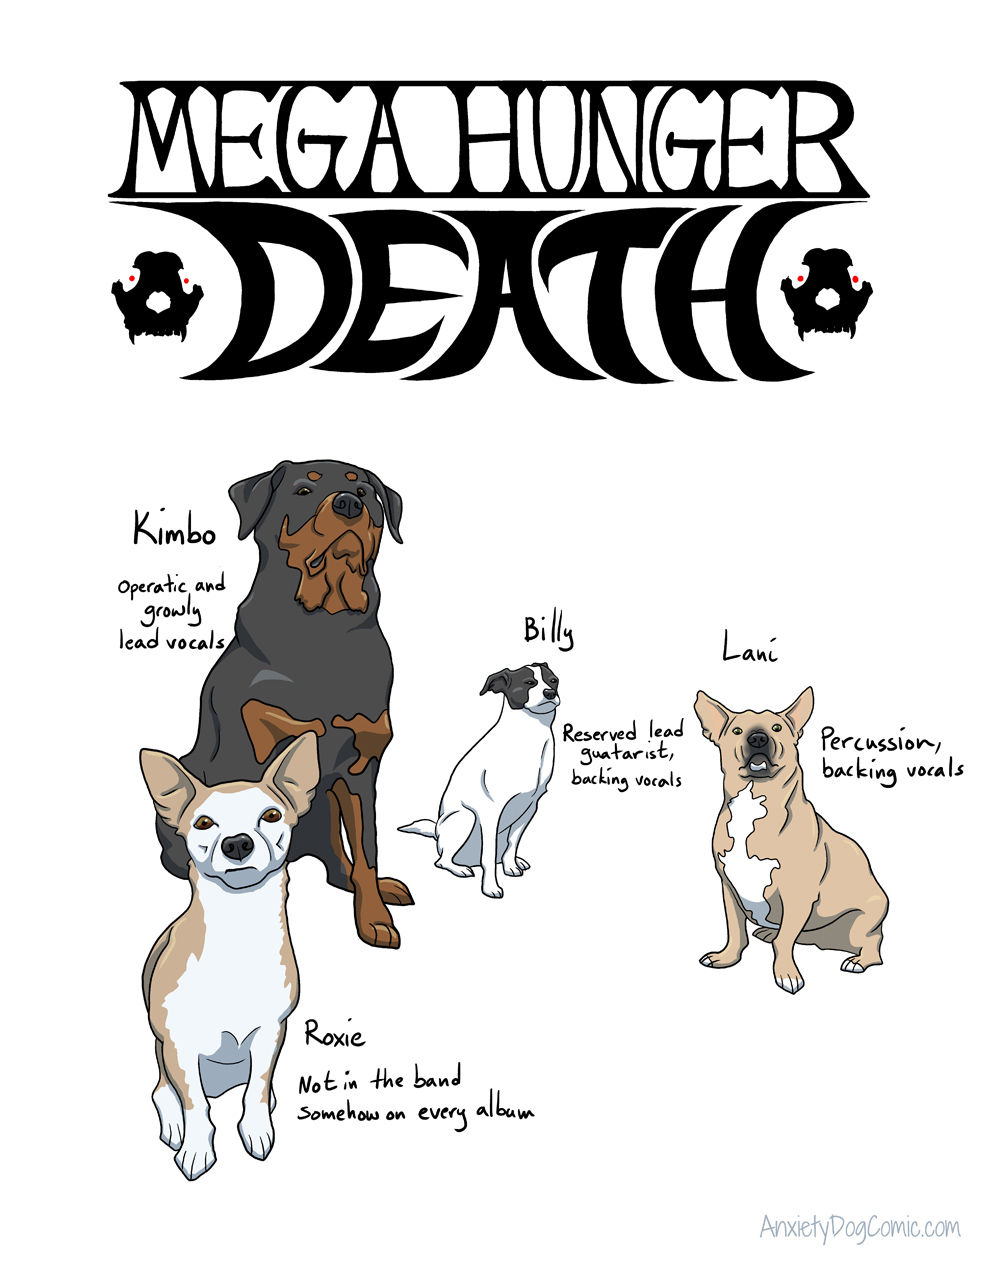 MEGA HUNGER
DEATH
Kimbo
Operatic and
growly
lead vocals
Billy
Reserved lead
guatarist,
backing vocals
Lani
Percussion,
backing vocals
Roxie
Not in the band
Somehow on every album
AnxietyDogComic.com